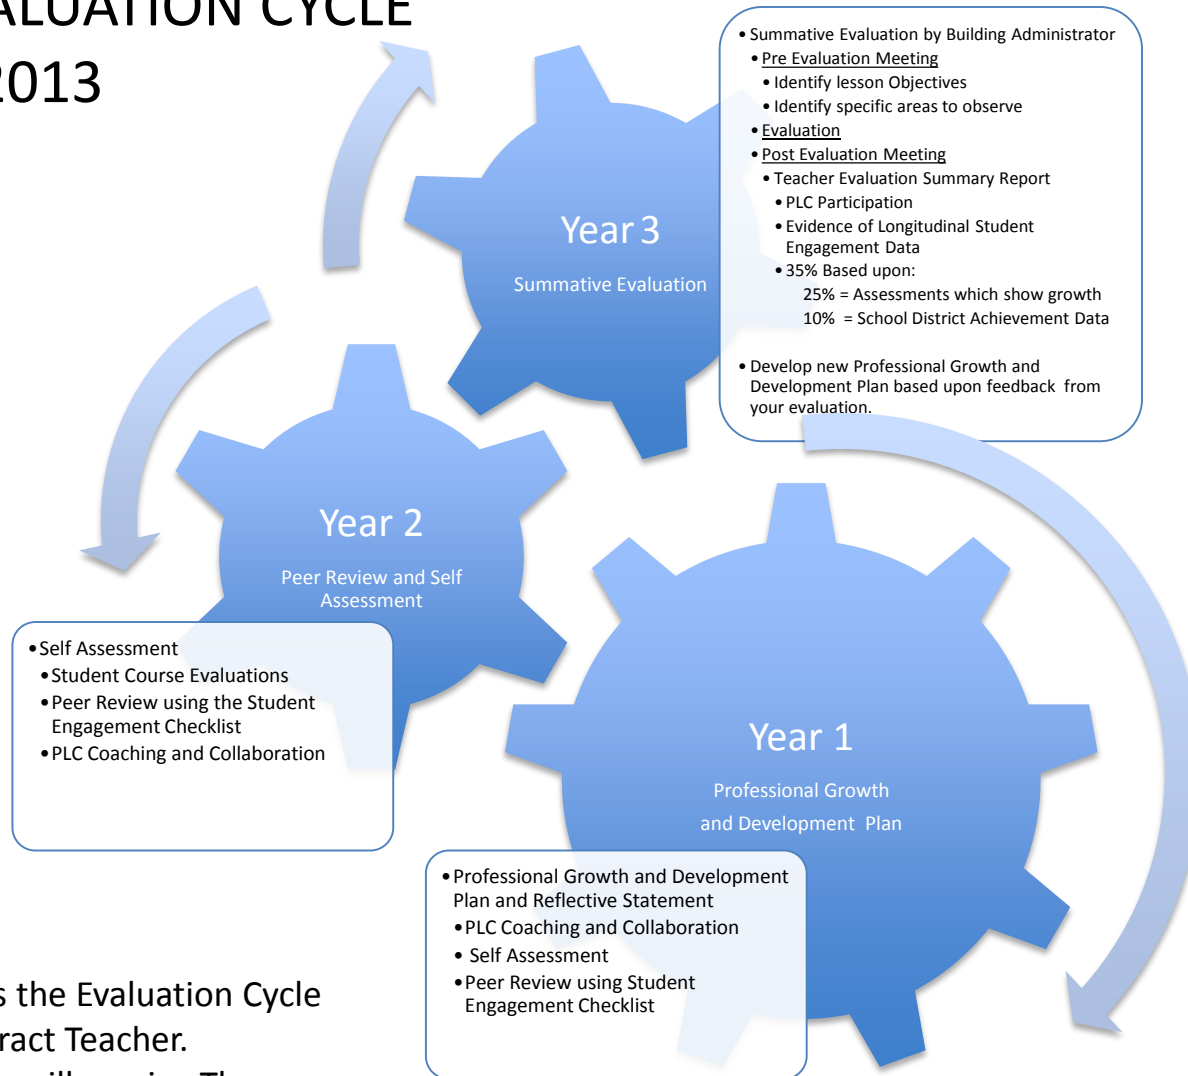 ALUATION CYCLE
2013
• Summative Evaluation by Building Administrator
• Pre Evaluation Meeting
• Identify lesson Objectives
• Identify specific areas to observe
• Evaluation
• Post Evaluation Meeting
• Teacher Evaluation Summary Report
• PLC Participation
• Evidence of Longitudinal Student
Engagement Data
• 35% Based upon:
25% = Assessments which show growth
10% = School District Achievement Data
• Develop new Professional Growth and
Development Plan based upon feedback from
your evaluation.
Year 3
Summative Evaluation
Year 2
Peer Review and Self
Assessment
• Self Assessment
• Student Course Evaluations
• Peer Review using the Student
Engagement Checklist
• PLC Coaching and Collaboration
Year 1
Professional Growth
and Development Plan
• Professional Growth and Development
Plan and Reflective Statement
• PLC Coaching and Collaboration
• Self Assessment
• Peer Review using Student
Engagement Checklist
s the Evaluation Cycle
ract Teacher.